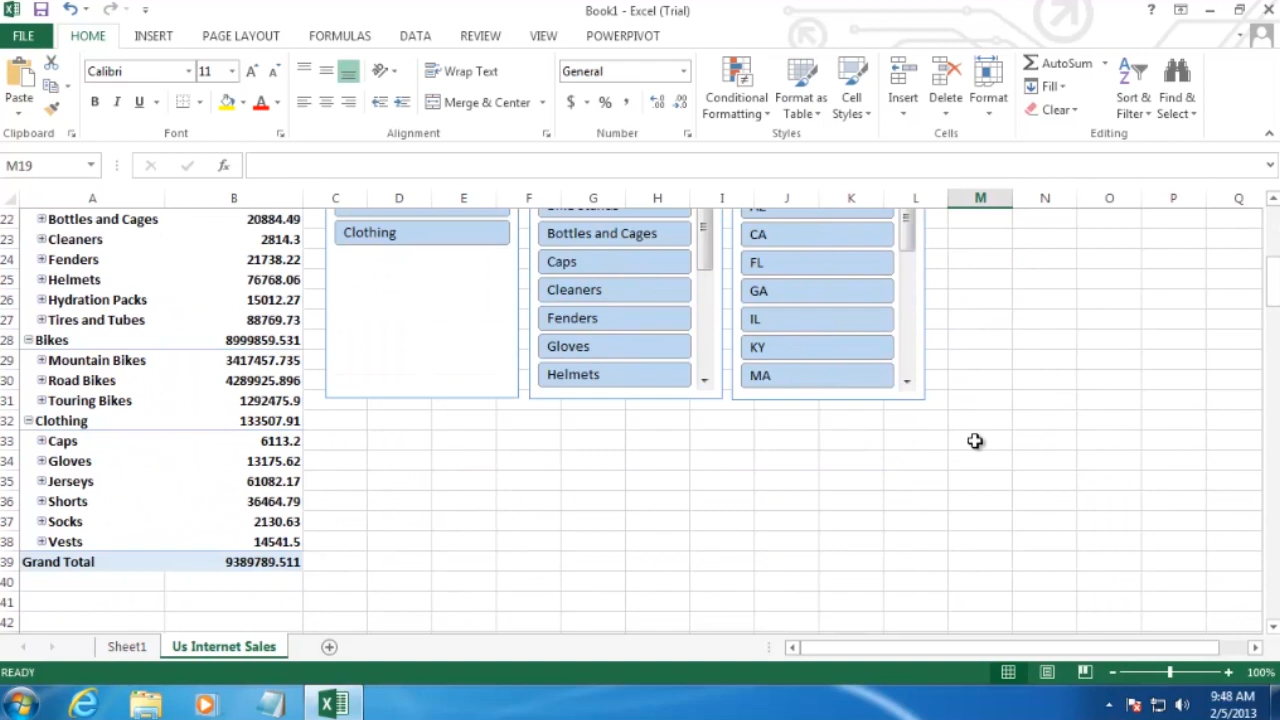 Book1 - Excel (Trial)
FILE HOME INSERT PAGE LAYOUT FORMULAS DATA REVIEW VIEW POWERPIVOT
Calibri 11 Wrap Text General AutoSum
Paste Conditional Formatting Format as Table Cell Styles Insert Delete Format Fill Sort & Filter Find & Select
B I U Merge & Center $ % , Clear
Clipboard Font Alignment Number Styles Cells Editing
M19 fx
A B C D E F G H I J K L M N O P Q
22 Bottles and Cages 20884.49
23 Cleaners 2814.3 Clothing Bottles and Cages CA
24 Fenders 21738.22 Caps FL
25 Helmets 76768.06 Cleaners GA
26 Hydration Packs 15012.27
27 Tires and Tubes 88769.73 Fenders IL
28 Bikes 8999859.531 Gloves KY
29 Mountain Bikes 3417457.735
30 Road Bikes 4289925.896 Helmets MA
31 Touring Bikes 1292475.9
32 Clothing 133507.91
33 Caps 6113.2
34 Gloves 13175.62
35 Jerseys 61082.17
36 Shorts 36464.79
37 Socks 2130.63
38 Vests 14541.5
39 Grand Total 9389789.511
40
41
42
Sheet1 Us Internet Sales
READY 100%
9:48 AM
2/5/2013